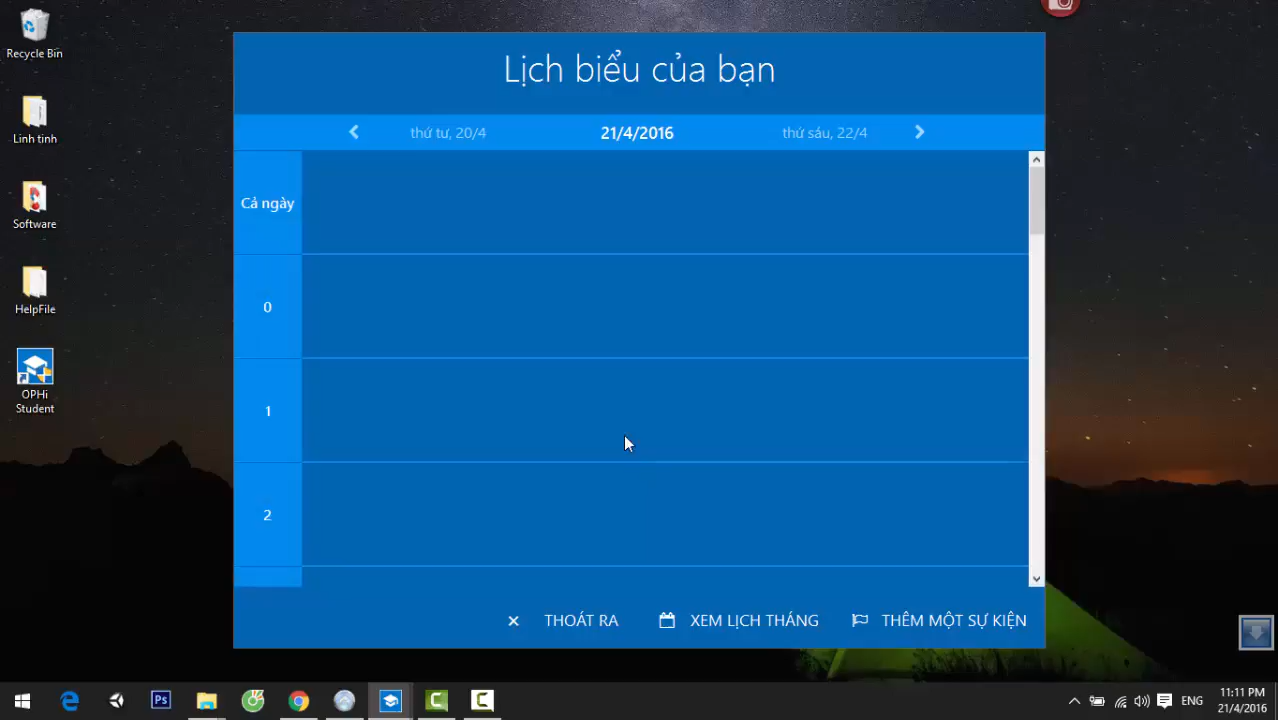 Recycle Bin
Linh tinh
Software
HelpFile
OPHi
Student
Lịch biểu của bạn
thứ tư, 20/4
21/4/2016
thứ sáu, 22/4
Cả ngày
0
1
2
THOÁT RA
XEM LỊCH THÁNG
THÊM MỘT SỰ KIỆN
Ps
ENG
11:11 PM
21/4/2016